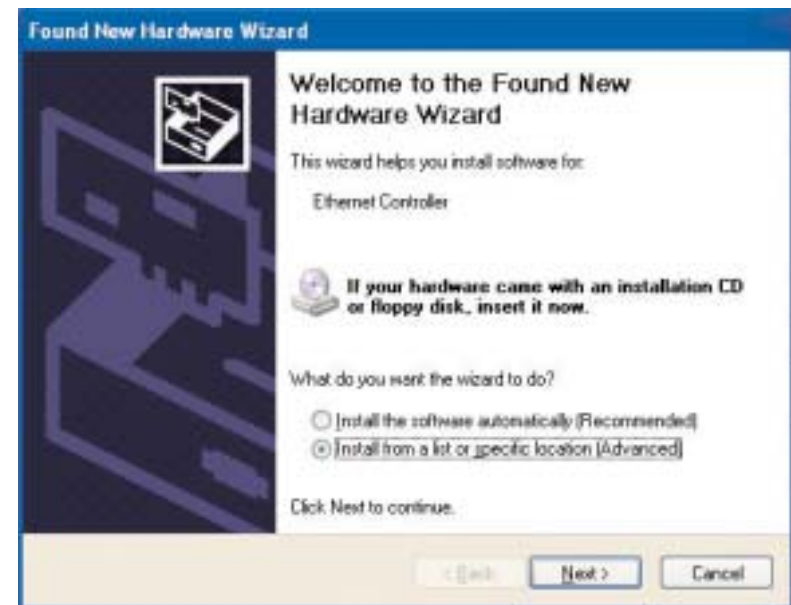 Found New Hardware Wizard
Welcome to the Found New
Hardware Wizard
This wizard helps you install software for:
Ethernet Controller
If your hardware came with an installation CD
or floppy disk, insert it now.
What do you want the wizard to do?
Install the software automatically (Recommended)
Install from a list or specific location (Advanced)
Click Next to continue.
< Back
Next >
Cancel